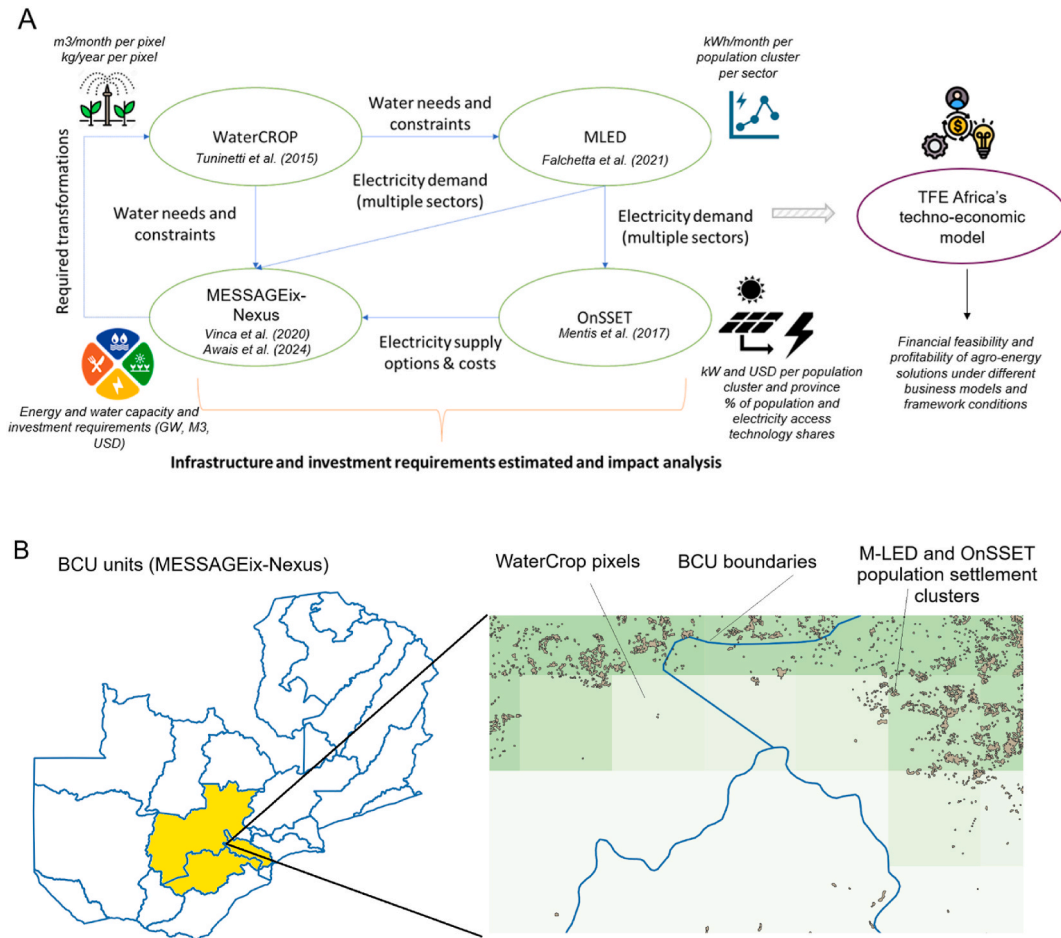 A
m3/month per pixel
kg/year per pixel
WaterCROP
Tuninetti et al. (2015)
Water needs and
constraints
MLED
Falchetta et al. (2021)
kWh/month per
population cluster
per sector
TFE Africa's
techno-economic
model
Required transformations
Water needs and
constraints
Electricity demand
(multiple sectors)
Electricity demand
(multiple sectors)
MESSAGEix-
Nexus
Vinca et al. (2020)
Awais et al. (2024)
Electricity supply
options & costs
OnSSET
Mentis et al. (2017)
Energy and water capacity and
investment requirements (GW, M3,
USD)
kW and USD per population
cluster and province
% of population and
electricity access
technology shares
Financial feasibility and
profitability of agro-energy
solutions under different
business models and
framework conditions
Infrastructure and investment requirements estimated and impact analysis
B
BCU units (MESSAGEix-Nexus)
WaterCrop pixels
BCU boundaries
M-LED and OnSSET
population settlement
clusters